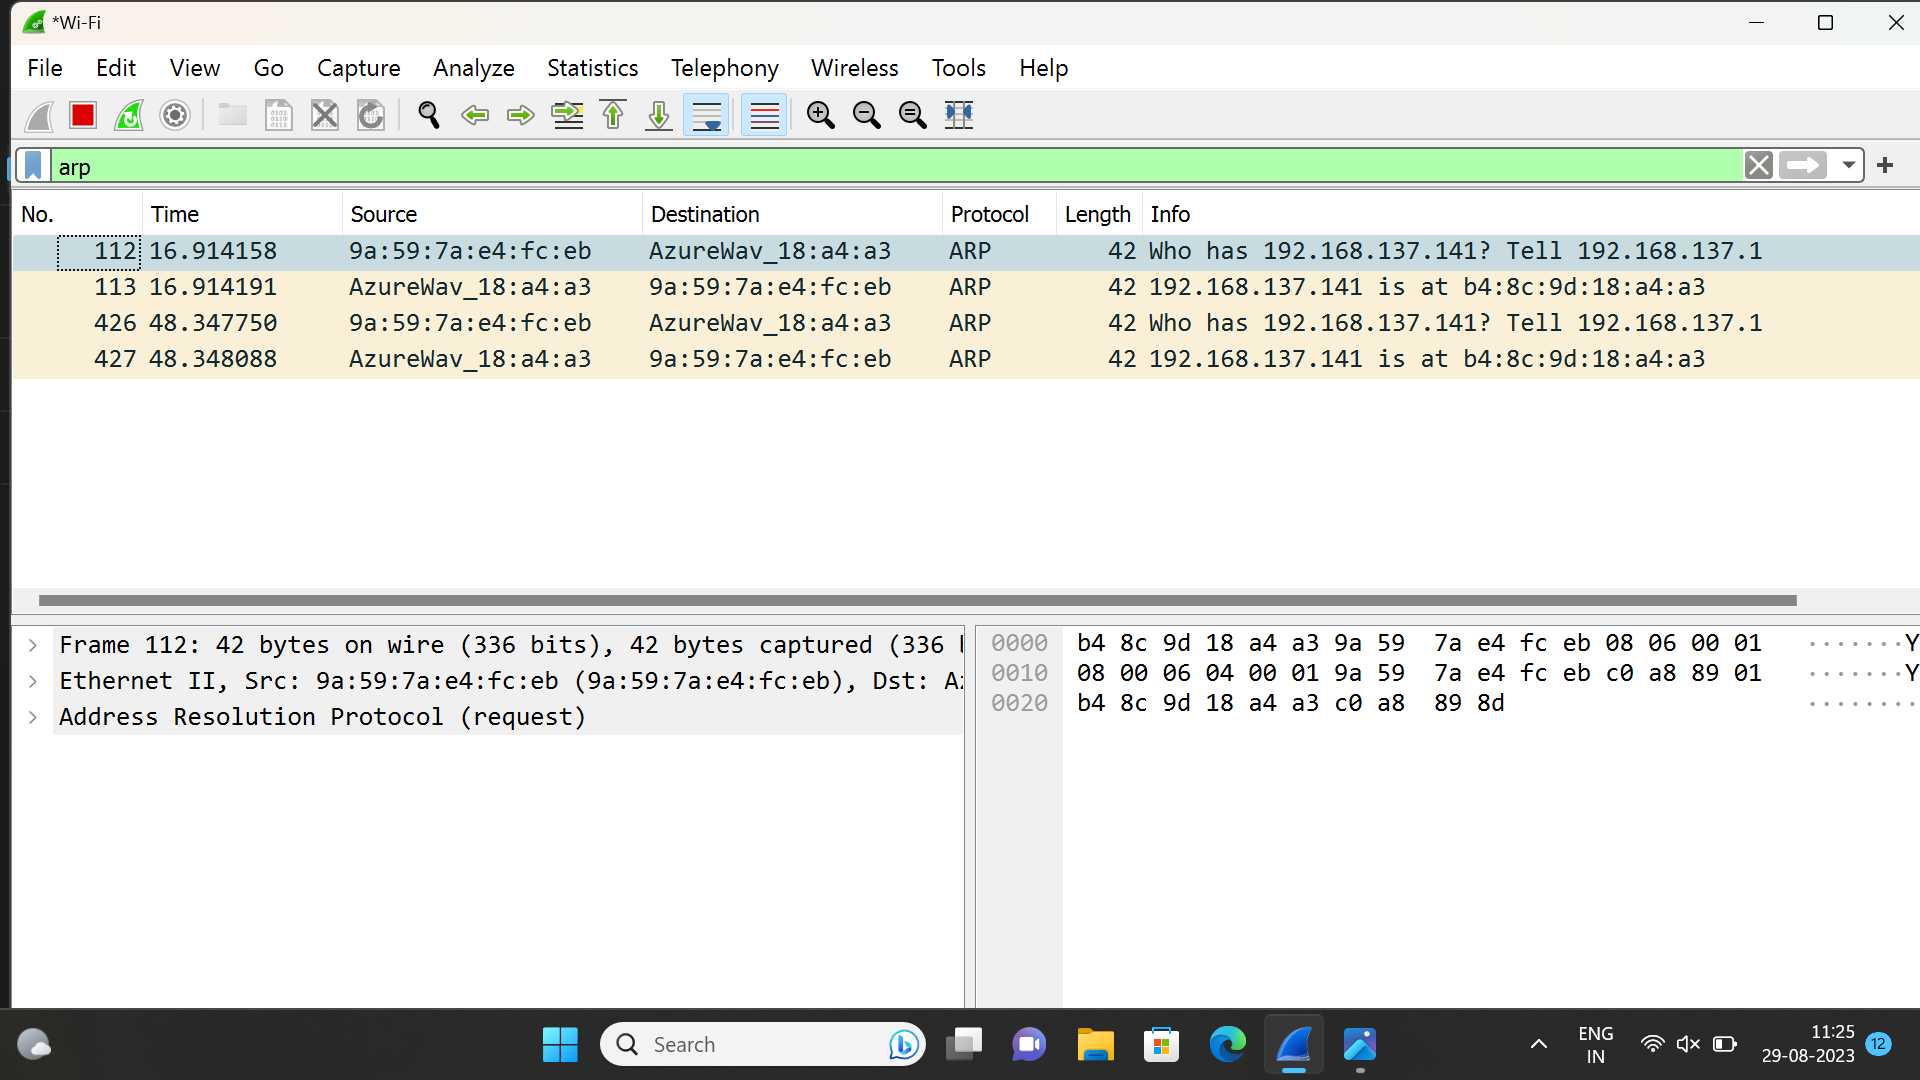 *Wi-Fi
File Edit View Go Capture Analyze Statistics Telephony Wireless Tools Help
arp
No. Time Source Destination Protocol Length Info
112 16.914158 9a:59:7a:e4:fc:eb AzureWav_18:a4:a3 ARP 42 Who has 192.168.137.141? Tell 192.168.137.1
113 16.914191 AzureWav_18:a4:a3 9a:59:7a:e4:fc:eb ARP 42 192.168.137.141 is at b4:8c:9d:18:a4:a3
426 48.347750 9a:59:7a:e4:fc:eb AzureWav_18:a4:a3 ARP 42 Who has 192.168.137.141? Tell 192.168.137.1
427 48.348088 AzureWav_18:a4:a3 9a:59:7a:e4:fc:eb ARP 42 192.168.137.141 is at b4:8c:9d:18:a4:a3
Frame 112: 42 bytes on wire (336 bits), 42 bytes captured (336
Ethernet II, Src: 9a:59:7a:e4:fc:eb (9a:59:7a:e4:fc:eb), Dst:
Address Resolution Protocol (request)
0000 b4 8c 9d 18 a4 a3 9a 59 7a e4 fc eb 08 06 00 01 ·······Y
0010 08 00 06 04 00 01 9a 59 7a e4 fc eb c0 a8 89 01 ·······Y
0020 b4 8c 9d 18 a4 a3 c0 a8 89 8d ········
Search
ENG
IN
11:25
29-08-2023
12